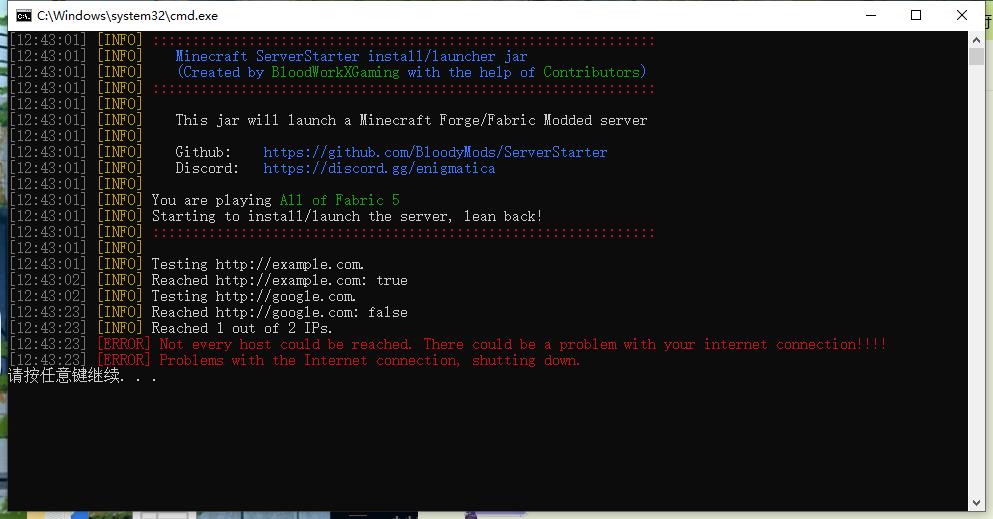 C:\Windows\system32\cmd.exe
[12:43:01] [INFO] :::::::::::::::::::::::::::::::::::::::::::::::::::::::::::::::
[12:43:01] [INFO]    Minecraft ServerStarter install/launcher jar
[12:43:01] [INFO]    (Created by BloodWorkXGaming with the help of Contributors)
[12:43:01] [INFO] :::::::::::::::::::::::::::::::::::::::::::::::::::::::::::::::
[12:43:01] [INFO]
[12:43:01] [INFO]    This jar will launch a Minecraft Forge/Fabric Modded server
[12:43:01] [INFO]
[12:43:01] [INFO]    Github:    https://github.com/BloodyMods/ServerStarter
[12:43:01] [INFO]    Discord:   https://discord.gg/enigmatica
[12:43:01] [INFO]
[12:43:01] [INFO] You are playing All of Fabric 5
[12:43:01] [INFO] Starting to install/launch the server, lean back!
[12:43:01] [INFO] :::::::::::::::::::::::::::::::::::::::::::::::::::::::::::::::
[12:43:01] [INFO]
[12:43:01] [INFO] Testing http://example.com.
[12:43:02] [INFO] Reached http://example.com: true
[12:43:02] [INFO] Testing http://google.com.
[12:43:23] [INFO] Reached http://google.com: false
[12:43:23] [INFO] Reached 1 out of 2 IPs.
[12:43:23] [ERROR] Not every host could be reached. There could be a problem with your internet connection!!!!
[12:43:23] [ERROR] Problems with the Internet connection, shutting down.
请按任意键继续. . .